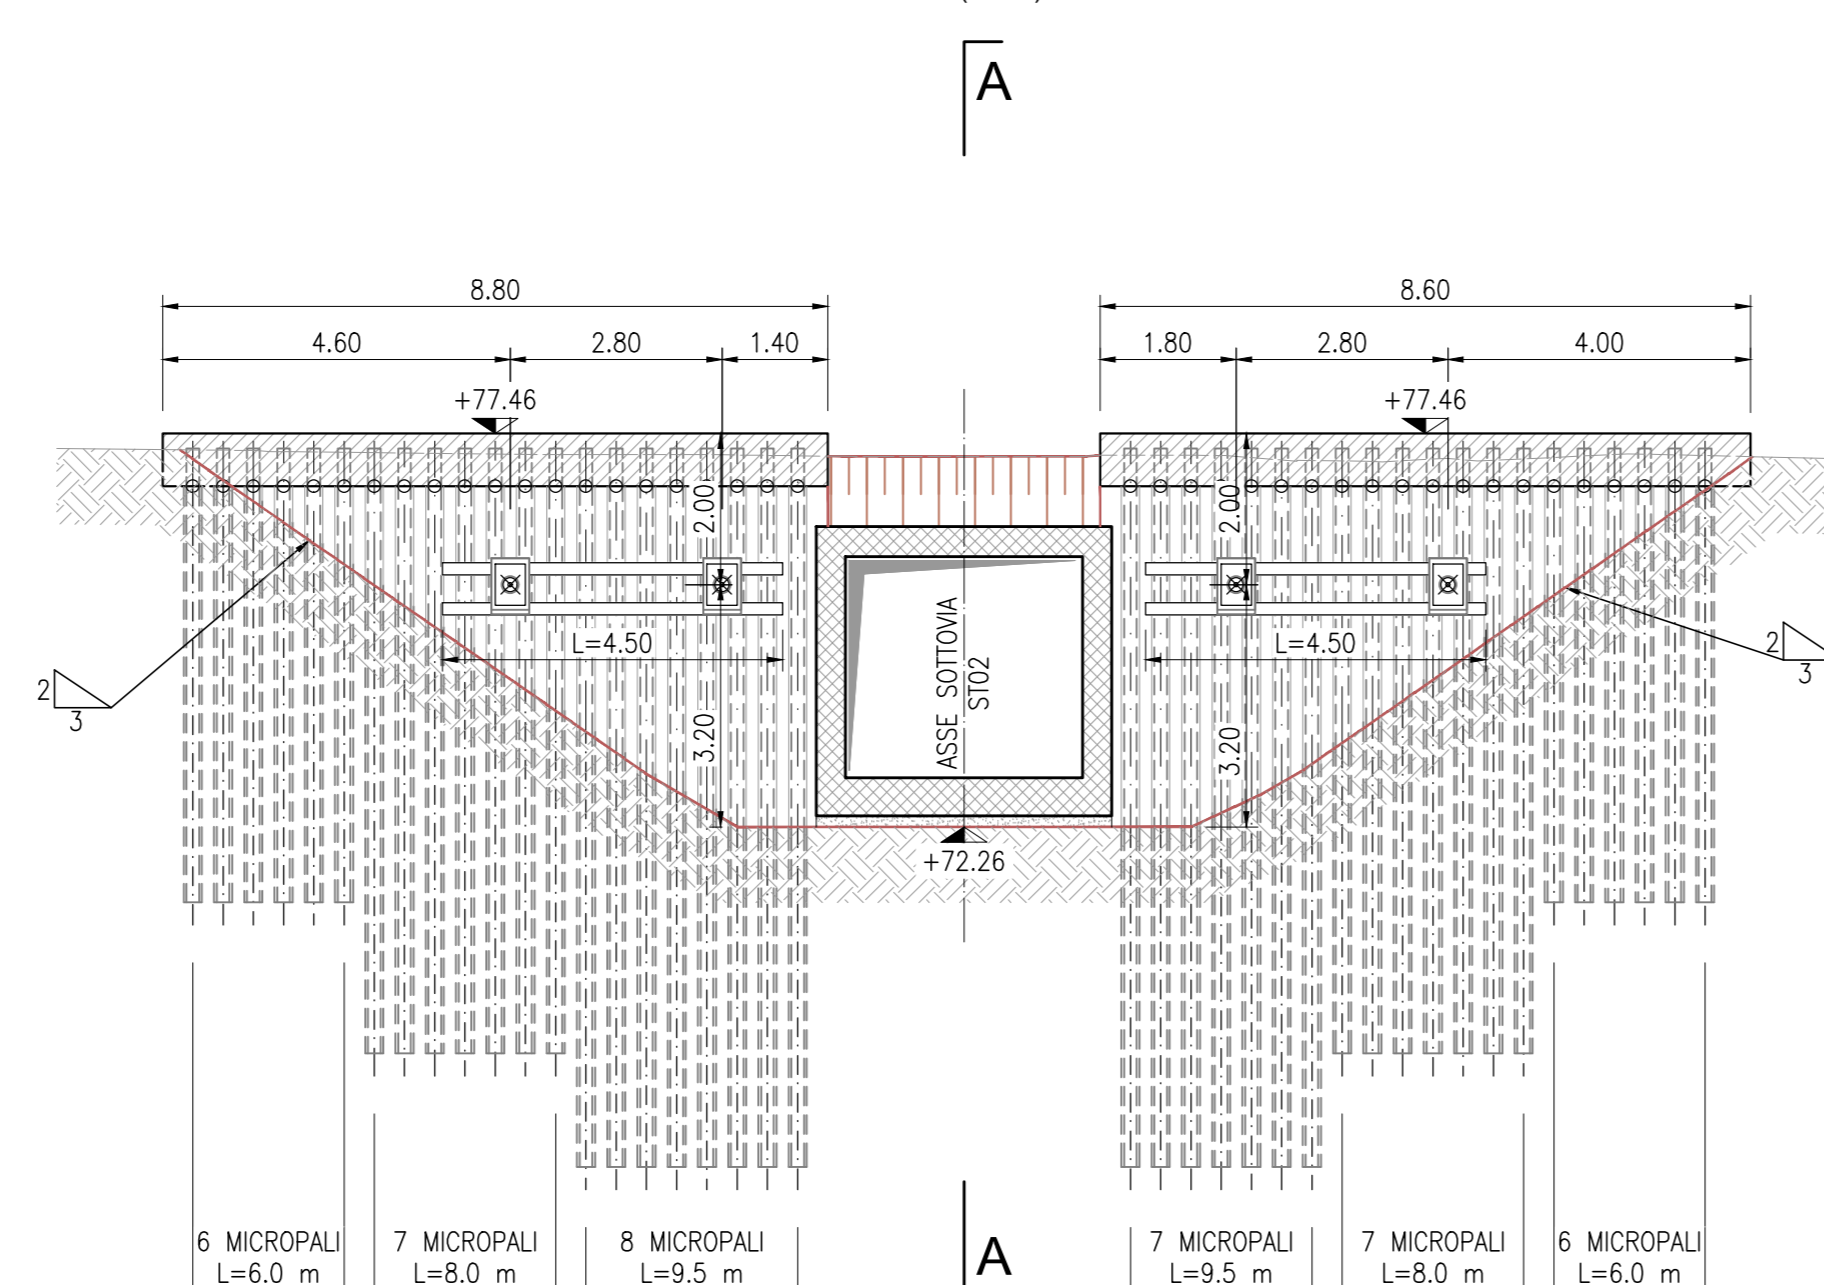 A
8.80
8.60
4.60
2.80
1.40
1.80
2.80
4.00
+77.46
+77.46
2.00
2.00
L=4.50
L=4.50
ASSE SOTTOVIA
ST02
2
3
2
3
3.20
3.20
+72.26
6 MICROPALI
L=6.0 m
7 MICROPALI
L=8.0 m
8 MICROPALI
L=9.5 m
A
7 MICROPALI
L=9.5 m
7 MICROPALI
L=8.0 m
6 MICROPALI
L=6.0 m